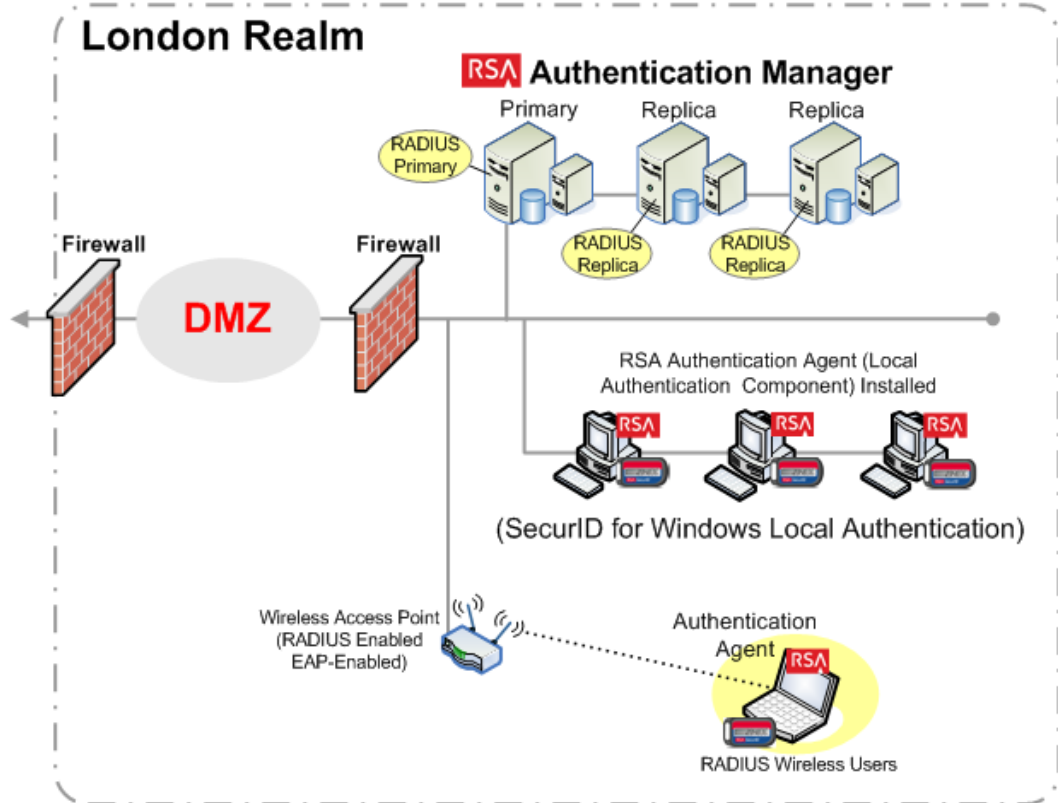 London Realm
RSA Authentication Manager
Primary
Replica
Replica
RADIUS
Primary
RADIUS
Replica
RADIUS
Replica
Firewall
Firewall
DMZ
RSA Authentication Agent (Local
Authentication Component) Installed
RSA
RSA
RSA
(SecurID for Windows Local Authentication)
Wireless Access Point
(RADIUS Enabled
EAP-Enabled)
Authentication
Agent
RSA
RADIUS Wireless Users